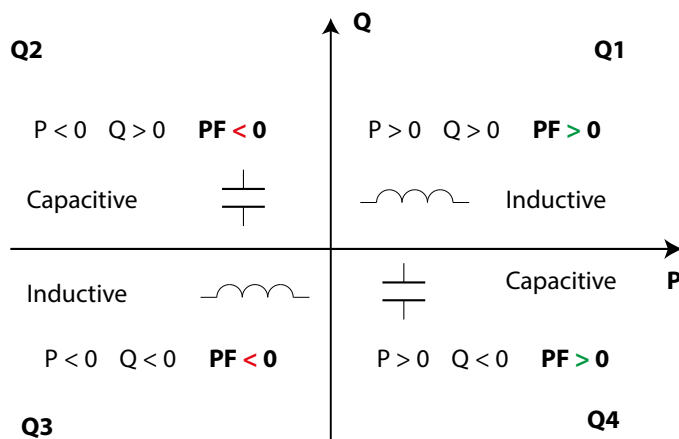 Q
Q2
Q1
P < 0 Q > 0 PF < 0
P > 0 Q > 0 PF > 0
Capacitive
Inductive
Inductive
Capacitive
P
P < 0 Q < 0 PF < 0
P > 0 Q < 0 PF > 0
Q3
Q4